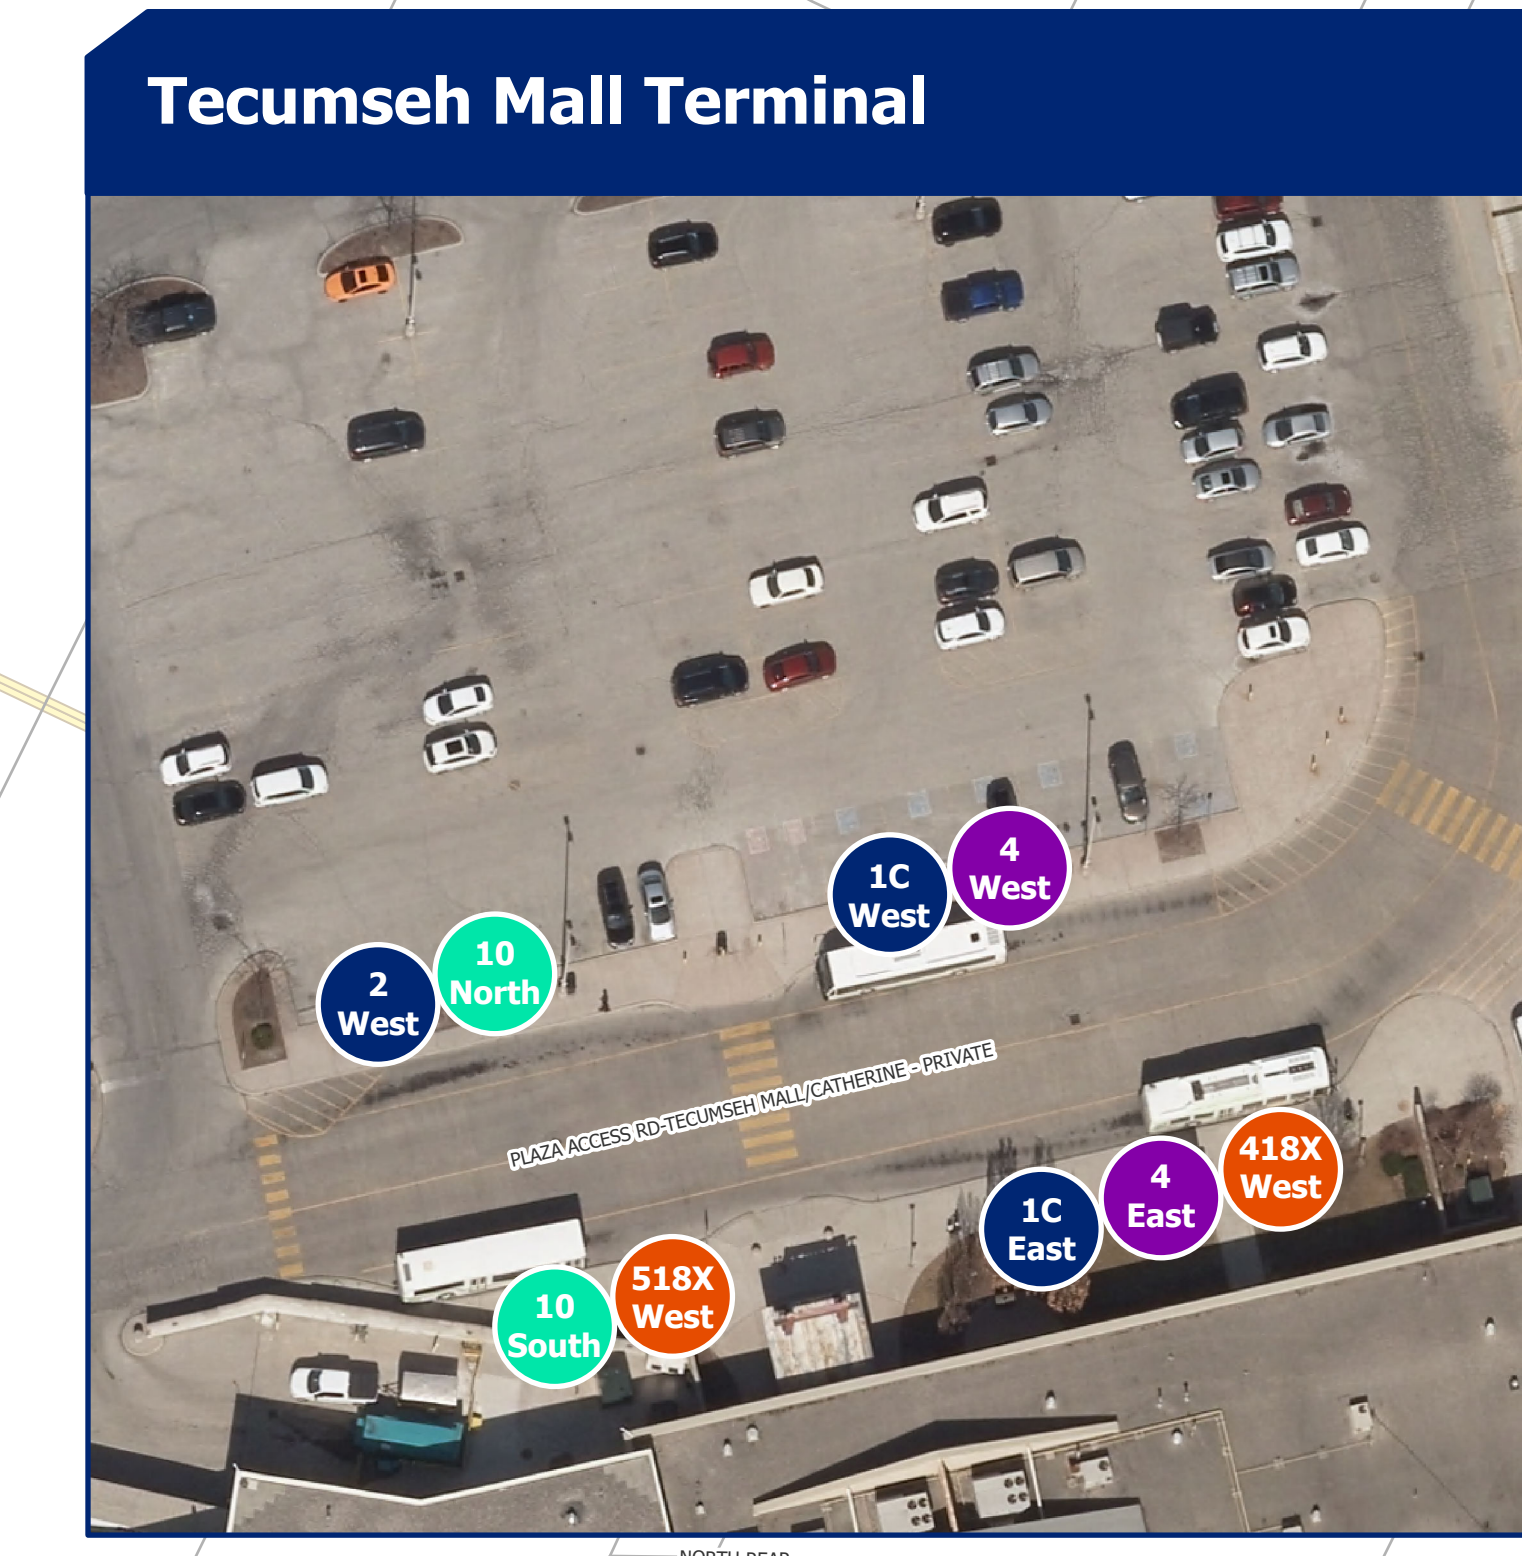 Tecumseh Mall Terminal
4
West
1C
West
10
North
2
West
PLAZA ACCESS RD-TECUMSEH MALL/CATHERINE - PRIVATE
418X
West
4
East
1C
East
518X
West
10
South